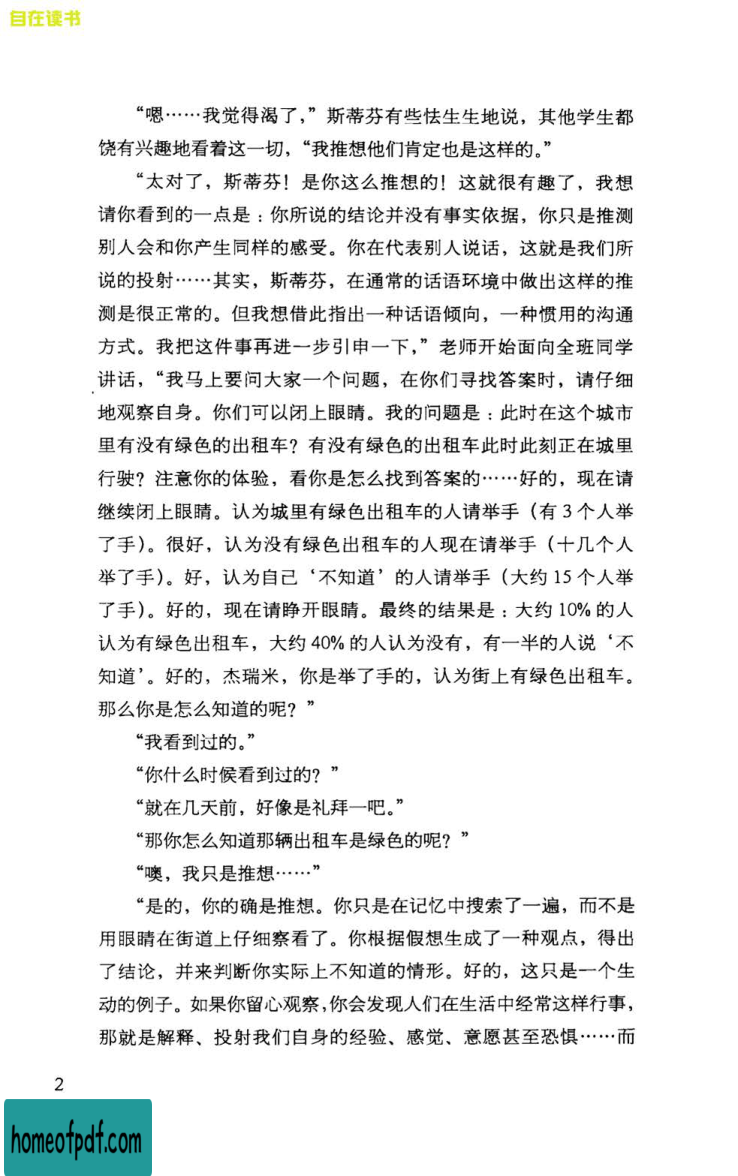 自在读书
“嗯……我觉得渴了，”斯蒂芬有些怯生生地说，其他学生都
饶有兴趣地看着这一切，“我推想他们肯定也是这样的。”
“太对了，斯蒂芬！是你这么推想的！这就很有趣了，我想
请你看到的一点是：你所说的结论并没有事实依据，你只是推测
别人会和你产生同样的感受。你在代表别人说话，这就是我们所
说的投射……其实，斯蒂芬，在通常的话语环境中做出这样的推
测是很正常的。但我想借此指出一种话语倾向，一种惯用的沟通
方式。我把这件事再进一步引申一下，”老师开始面向全班同学
讲话，“我马上要问大家一个问题，在你们寻找答案时，请仔细
地观察自身。你们可以闭上眼睛。我的问题是：此时在这个城市
里有没有绿色的出租车？有没有绿色的出租车此时此刻正在城里
行驶？注意你的体验，看你是怎么找到答案的……好的，现在请
继续闭上眼睛。认为城里有绿色出租车的人请举手（有3个人举
了手）。很好，认为没有绿色出租车的人现在请举手（十几个人
举了手）。好，认为自己‘不知道’的人请举手（大约15个人举
了手）。好的，现在请睁开眼睛。最终的结果是：大约10%的人
认为有绿色出租车，大约40%的人认为没有，有一半的人说‘不
知道’。好的，杰瑞米，你是举了手的，认为街上有绿色出租车。
那么你是怎么知道的呢？”
“我看到过的。”
“你什么时候看到过的？”
“就在几天前，好像是礼拜一吧。”
“那你怎么知道那辆出租车是绿色的呢？”
“噢，我只是推想……”
“是的，你的确是推想。你只是在记忆中搜索了一遍，而不是
用眼睛在街道上仔细察看了。你根据假想生成了一种观点，得出
了结论，并来判断你实际上不知道的情形。好的，这只是一个生
动的例子。如果你留心观察，你会发现人们在生活中经常这样行事，
那就是解释、投射我们自身的经验、感觉、意愿甚至恐惧……而
2
homeofpdf.com